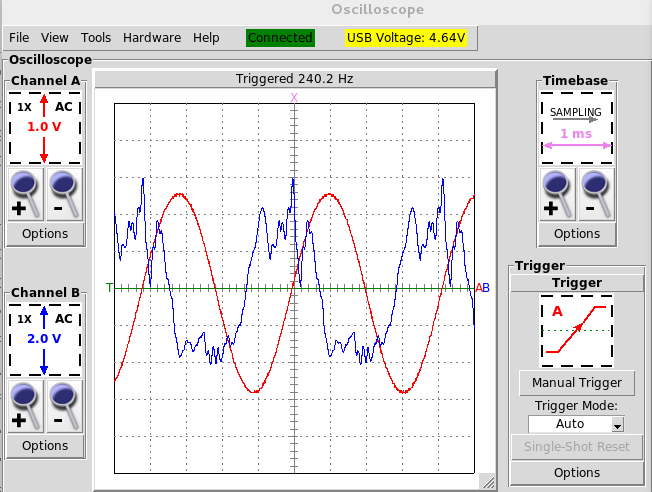 Oscilloscope
File View Tools Hardware Help Connected USB Voltage: 4.64V
Oscilloscope
Channel A
1X AC
1.0 V
+ -
Options
Channel B
1X AC
2.0 V
+ -
Options
Triggered 240.2 Hz
X
T
A B
Timebase
SAMPLING
1 ms
+ -
Options
Trigger
Trigger
A
Manual Trigger
Trigger Mode:
Auto
Single-Shot Reset
Options